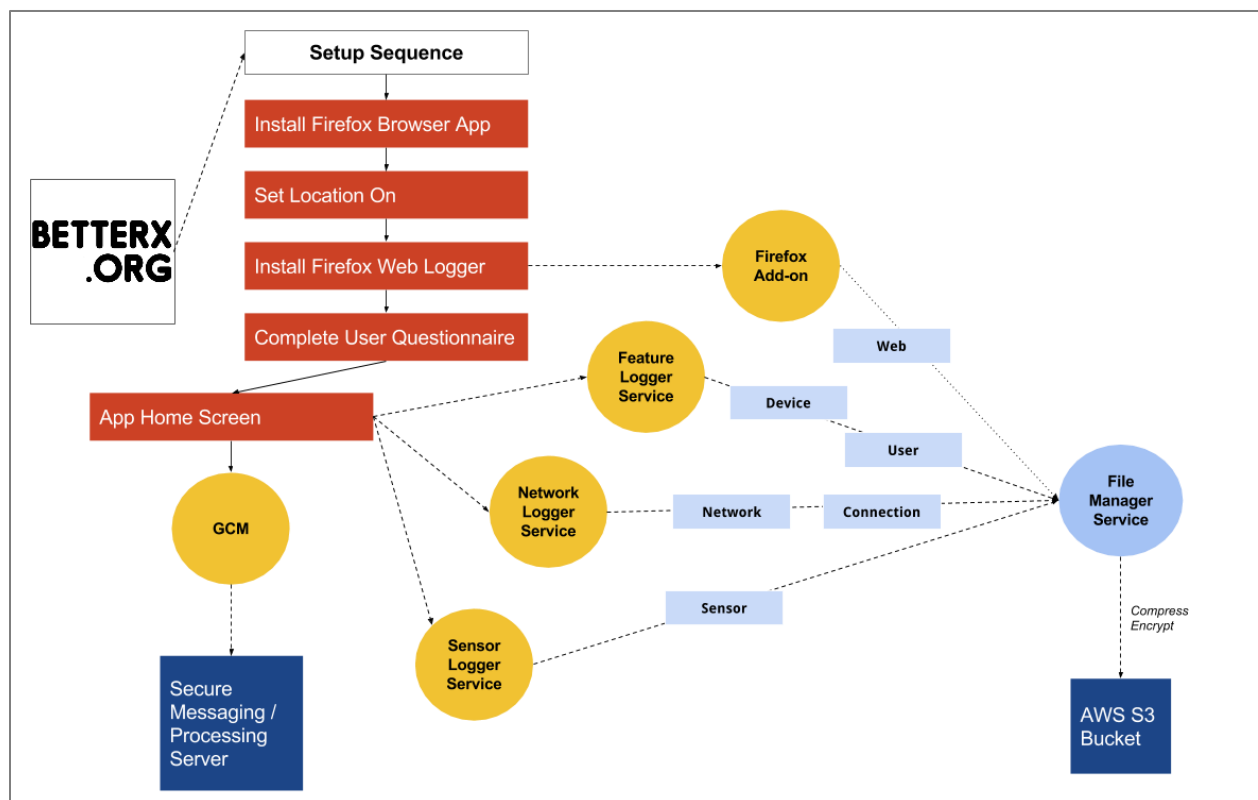 Setup Sequence
Install Firefox Browser App
Set Location On
BETTERX
.ORG
Install Firefox Web Logger
Firefox
Add-on
Complete User Questionnaire
Web
Feature
Logger
Service
Device
App Home Screen
User
Network
Logger
Service
Network
Connection
File
Manager
Service
GCM
Sensor
Compress
Encrypt
Sensor
Logger
Service
Secure
Messaging /
Processing
Server
AWS S3
Bucket